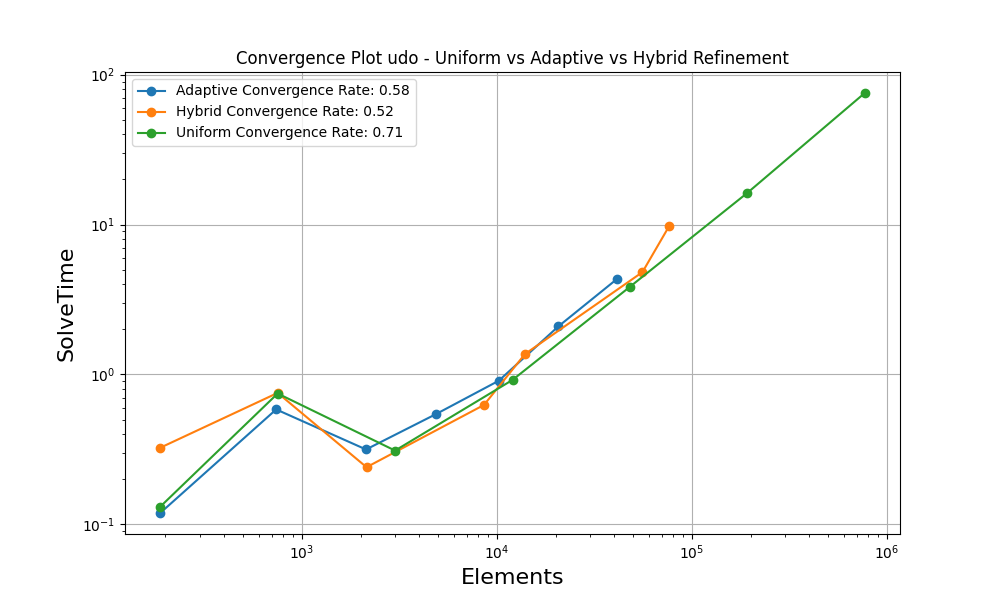 Convergence Plot udo - Uniform vs Adaptive vs Hybrid Refinement
Adaptive Convergence Rate: 0.58
Hybrid Convergence Rate: 0.52
Uniform Convergence Rate: 0.71
SolveTime
10²
10¹
10⁰
10⁻¹
10³ 10⁴ 10⁵ 10⁶
Elements